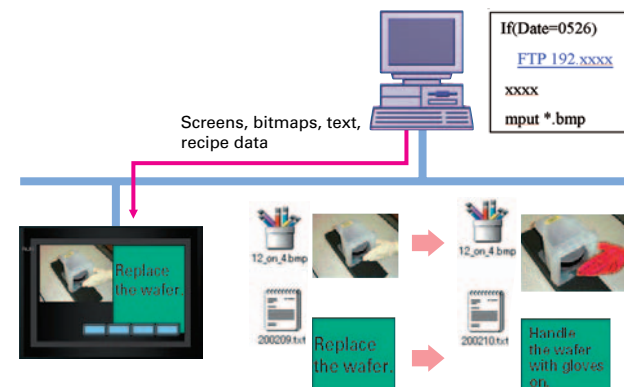 If(Date=0526)
FTP 192.xxxx
xxxx
mput *.bmp
Screens, bitmaps, text,
recipe data
Replace
the wafer.
12_on_4.bmp
12_on_4.bmp
200209.txt
200210.txt
Replace
the wafer.
Handle
the wafer
with gloves
on.